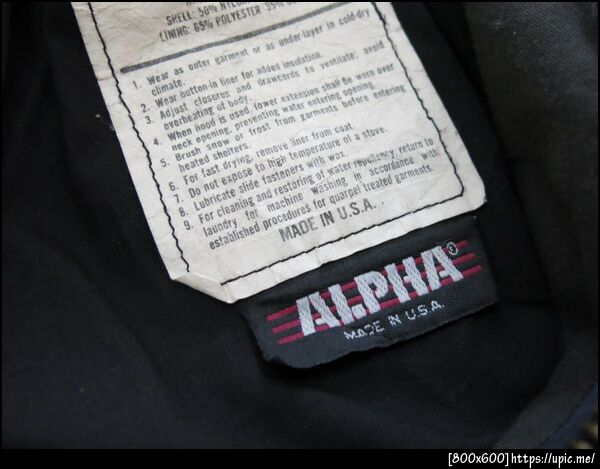 SHELL: 50% NYLON
LINING: 65% POLYESTER 35% CO
1. Wear as outer garment or as under-layer in cold-dry
climate.
2. Wear button-in liner for added insulation.
3. Adjust closures and drawcords to ventilate: avoid
overheating of body.
4. When hood is used lower extension shall be worn over
neck opening, preventing water entering opening.
5. Brush snow or frost from garments before entering
heated shelters.
6. For fast drying, remove liner from coat.
7. Do not expose to high temperature of a stove.
8. Lubricate slide fasteners with wax.
9. For cleaning and restoring of water repellency, return to
laundry for machine washing in accordance with
established procedures for quarpel treated garments.
MADE IN U.S.A.
ALPHA®
MADE IN U.S.A.
[800x600]https://upic.me/